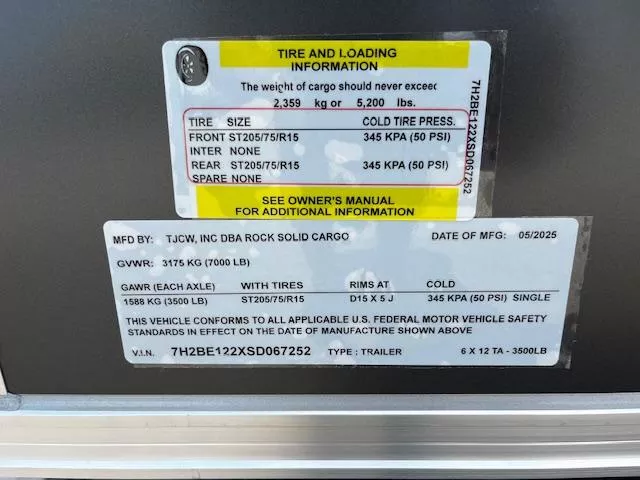 TIRE AND LOADING
INFORMATION
The weight of cargo should never exceed
2,359 kg or 5,200 lbs.
TIRE SIZE COLD TIRE PRESS.
FRONT ST205/75/R15 345 KPA (50 PSI)
INTER NONE
REAR ST205/75/R15 345 KPA (50 PSI)
SPARE NONE
SEE OWNER'S MANUAL
FOR ADDITIONAL INFORMATION
7H2BE122XSD067252
MFD BY: TJCW, INC DBA ROCK SOLID CARGO DATE OF MFG: 05/2025
GVWR: 3175 KG (7000 LB)
GAWR (EACH AXLE) WITH TIRES RIMS AT COLD
1588 KG (3500 LB) ST205/75/R15 D15 X 5 J 345 KPA (50 PSI) SINGLE
THIS VEHICLE CONFORMS TO ALL APPLICABLE U.S. FEDERAL MOTOR VEHICLE SAFETY
STANDARDS IN EFFECT ON THE DATE OF MANUFACTURE SHOWN ABOVE
V.I.N. 7H2BE122XSD067252 TYPE : TRAILER 6 X 12 TA - 3500LB